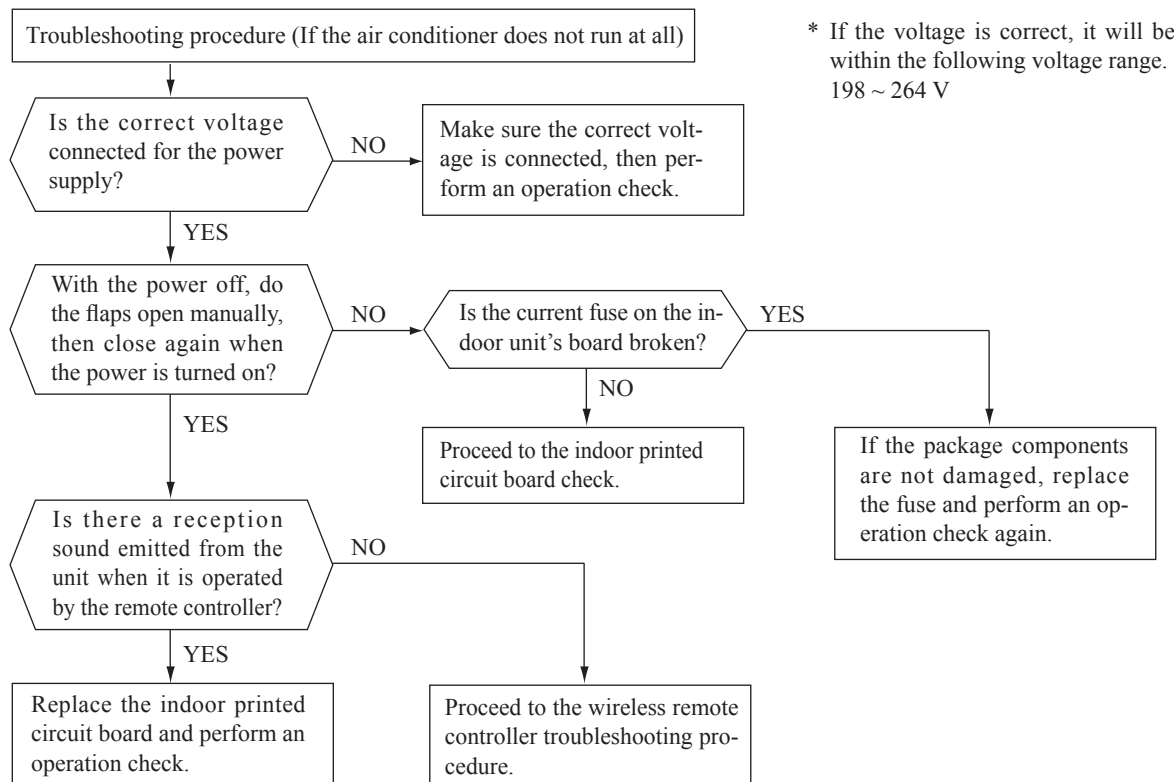 Troubleshooting procedure (If the air conditioner does not run at all)
* If the voltage is correct, it will be
within the following voltage range.
198 ~ 264 V
Is the correct voltage
connected for the power
supply?
NO
Make sure the correct volt-
age is connected, then per-
form an operation check.
YES
With the power off, do
the flaps open manually,
then close again when
the power is turned on?
NO
Is the current fuse on the in-
door unit's board broken?
YES
NO
YES
Proceed to the indoor printed
circuit board check.
If the package components
are not damaged, replace
the fuse and perform an op-
eration check again.
Is there a reception
sound emitted from the
unit when it is operated
by the remote controller?
NO
YES
Replace the indoor printed
circuit board and perform an
operation check.
Proceed to the wireless remote
controller troubleshooting pro-
cedure.